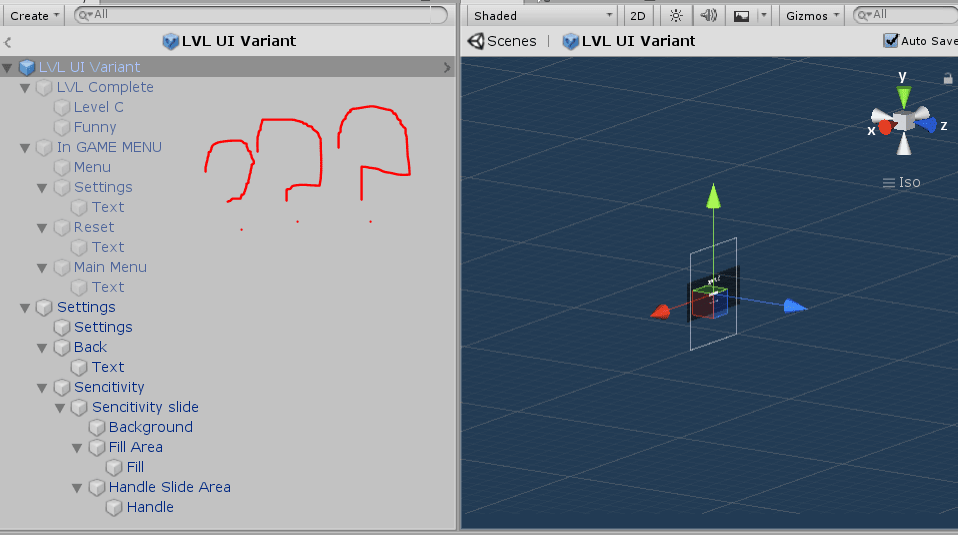 Create All Shaded 2D Gizmos All
LVL UI Variant Scenes LVL UI Variant Auto Save
LVL UI Variant
LVL Complete
Level C
Funny
In GAME MENU
Menu
Settings
Text
Reset
Text
Main Menu
Text
Settings
Settings
Back
Text
Sencitivity
Sencitivity slide
Background
Fill Area
Fill
Handle Slide Area
Handle
???
y
x z
Iso